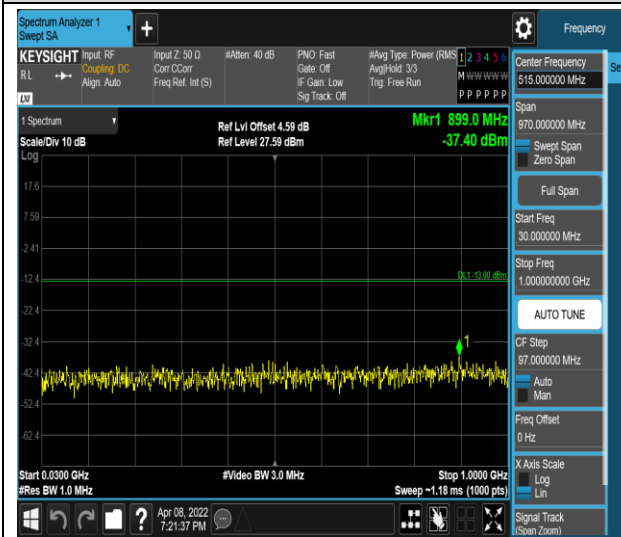 Spectrum Analyzer 1
Swept SA
+
Frequency
KEYSIGHT
RL
LXI
Input: RF
Coupling: DC
Align: Auto
Input Z: 50 Ω
Corr CCorr
Freq Ref: Int (S)
#Atten: 40 dB
PNO: Fast
Gate: Off
IF Gain: Low
Sig Track: Off
#Avg Type: Power (RMS
Avg|Hold: 3/3
Trig: Free Run
1 2 3 4 5 6
M W W W W W
P P P P P P
1 Spectrum
Scale/Div 10 dB
Log
Ref Lvl Offset 4.59 dB
Ref Level 27.59 dBm
Mkr1 899.0 MHz
-37.40 dBm
17.6
7.59
-2.41
-12.4
DL1 -13.00 dBm
-22.4
-32.4
1
-42.4
-52.4
-62.4
Start 0.0300 GHz
#Res BW 1.0 MHz
#Video BW 3.0 MHz
Stop 1.0000 GHz
Sweep ~1.18 ms (1000 pts)
?
Apr 08, 2022
7:21:37 PM
Center Frequency
515.000000 MHz
Se
Span
970.000000 MHz
Swept Span
Zero Span
Full Span
Start Freq
30.000000 MHz
Stop Freq
1.000000000 GHz
AUTO TUNE
CF Step
97.000000 MHz
Auto
Man
Freq Offset
0 Hz
X Axis Scale
Log
Lin
Signal Track
(Span Zoom)